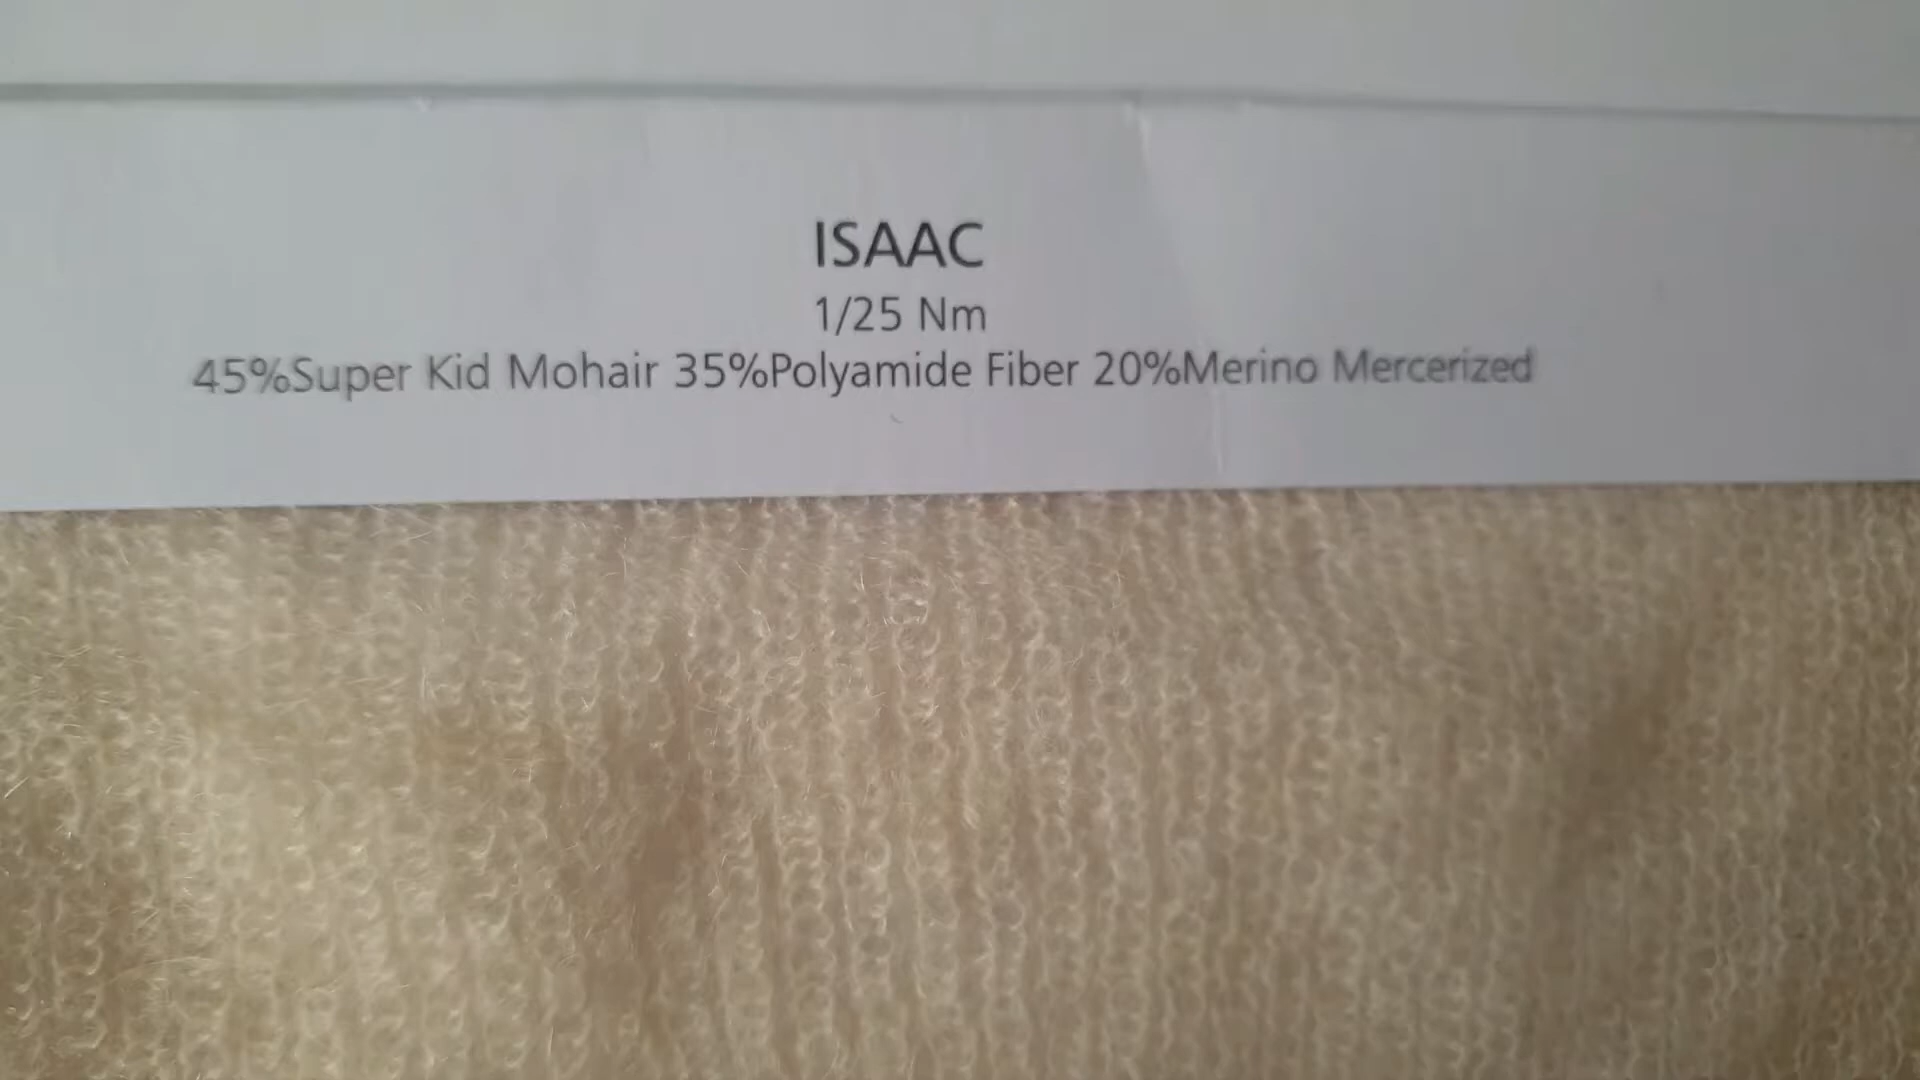 ISAAC
1/25 Nm
45%Super Kid Mohair 35%Polyamide Fiber 20%Merino Mercerized